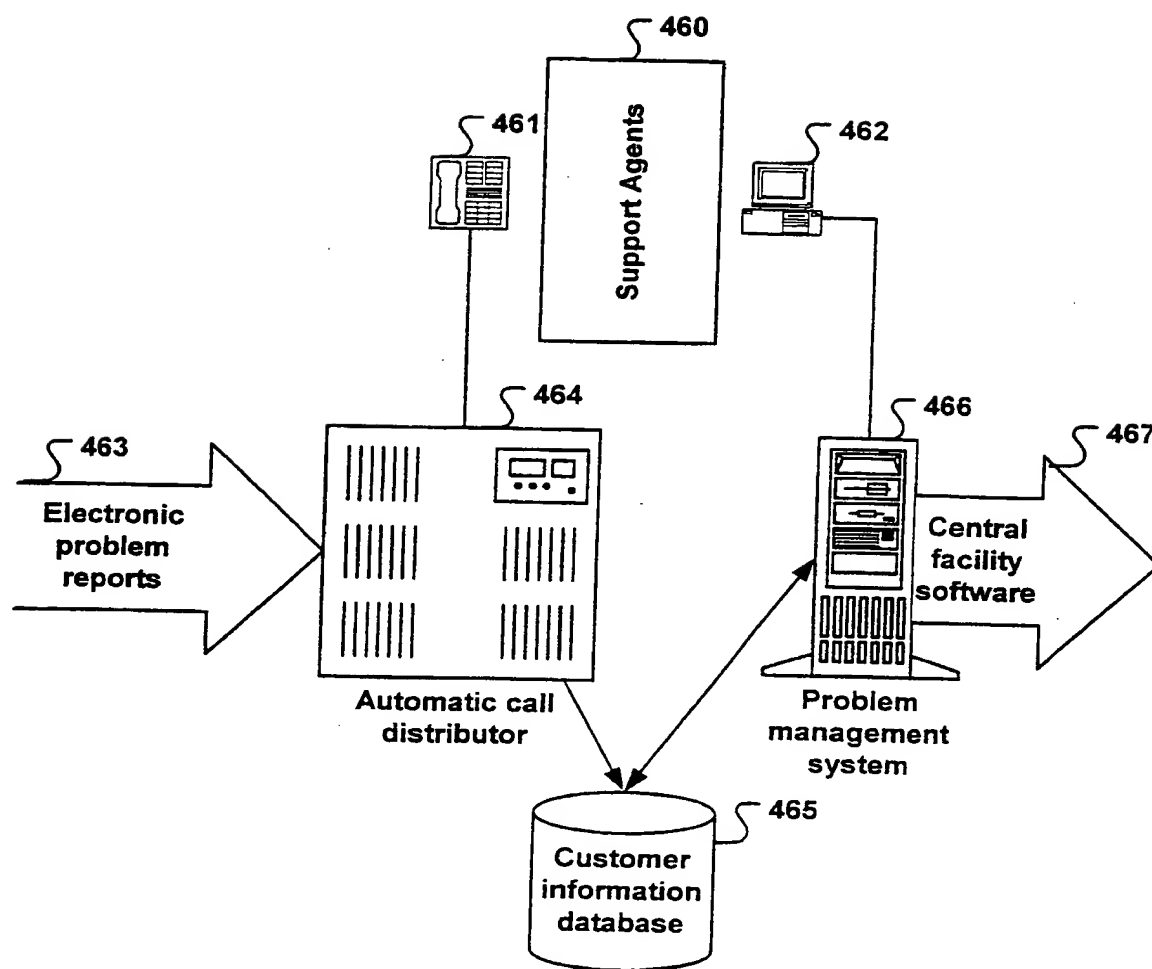 460
461
462
Support Agents
464
466
467
463
Electronic
problem
reports
Central
facility
software
Automatic call
distributor
Problem
management
system
465
Customer
information
database